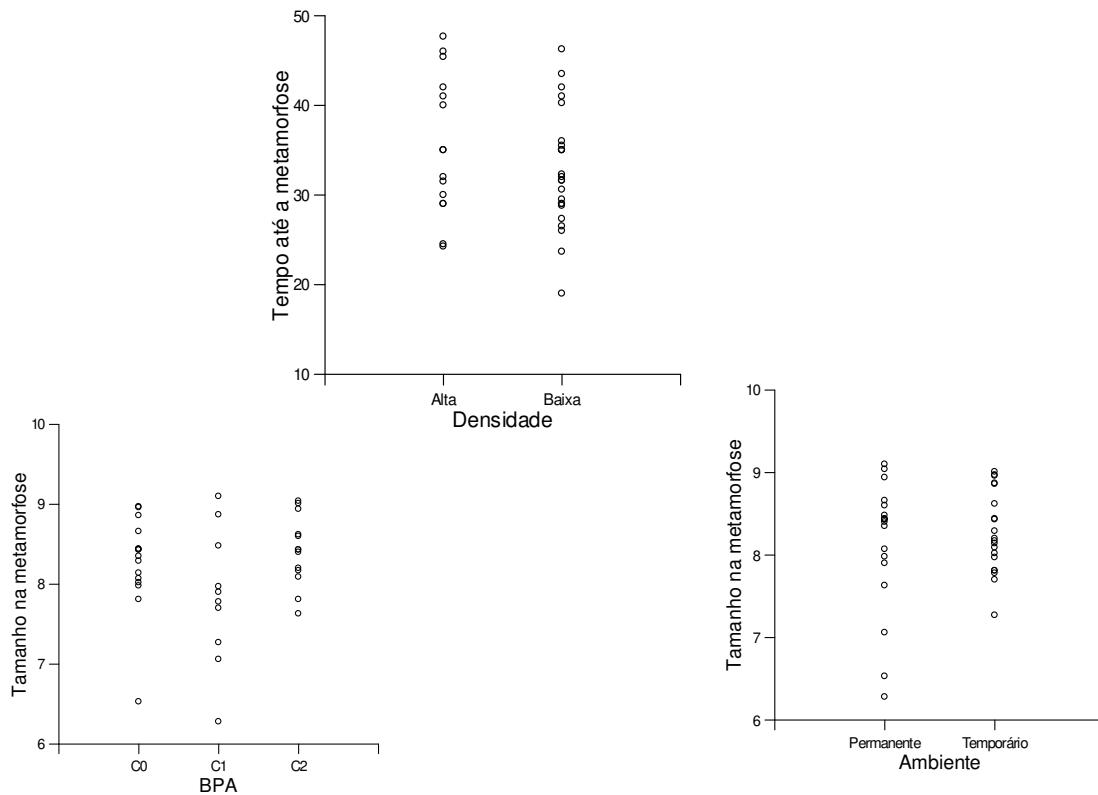 50
40
30
20
10
Tempo até a metamorfose
Alta Baixa
Densidade
10
9
8
7
6
Tamanho na metamorfose
C0 C1 C2
BPA
10
9
8
7
6
Tamanho na metamorfose
Permanente Temporário
Ambiente